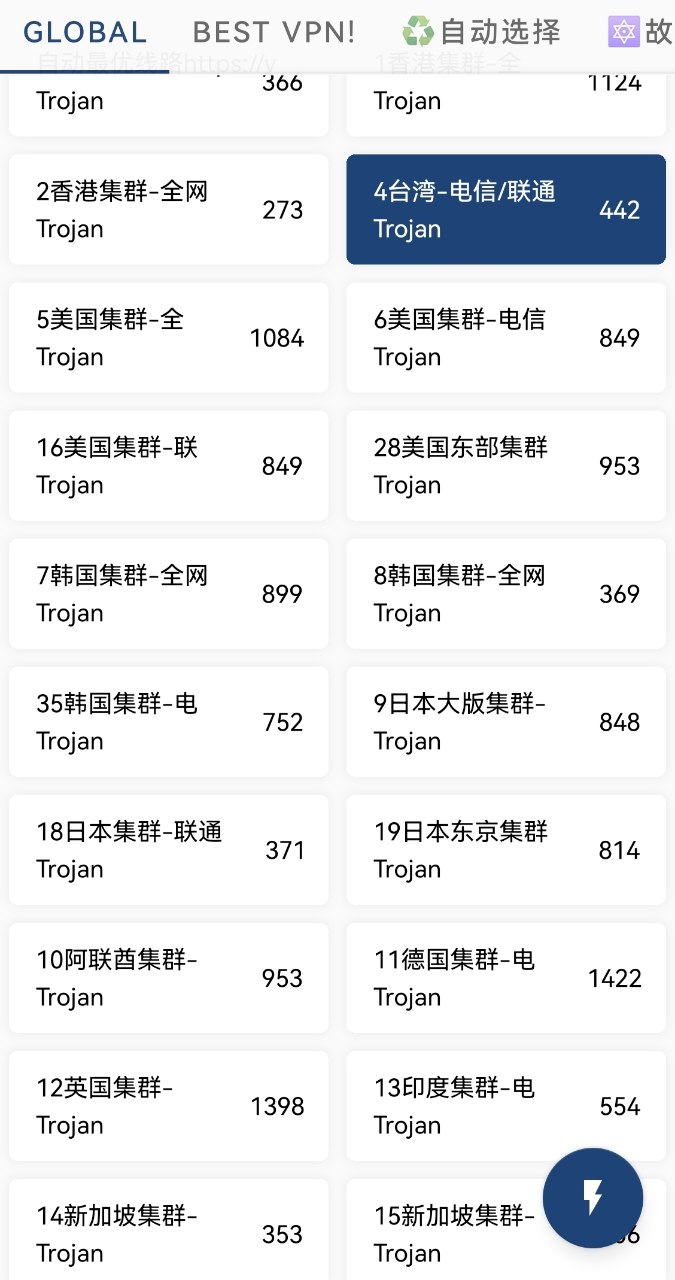 GLOBAL BEST VPN! ♻️自动选择 🔯故
自动最优线路https://y
1香港集群-全
Trojan 366
Trojan 1124
2香港集群-全网
Trojan 273
4台湾-电信/联通
Trojan 442
5美国集群-全
Trojan 1084
6美国集群-电信
Trojan 849
16美国集群-联
Trojan 849
28美国东部集群
Trojan 953
7韩国集群-全网
Trojan 899
8韩国集群-全网
Trojan 369
35韩国集群-电
Trojan 752
9日本大版集群-
Trojan 848
18日本集群-联通
Trojan 371
19日本东京集群
Trojan 814
10阿联酋集群-
Trojan 953
11德国集群-电
Trojan 1422
12英国集群-
Trojan 1398
13印度集群-电
Trojan 554
14新加坡集群-
Trojan 353
15新加坡集群-
Trojan